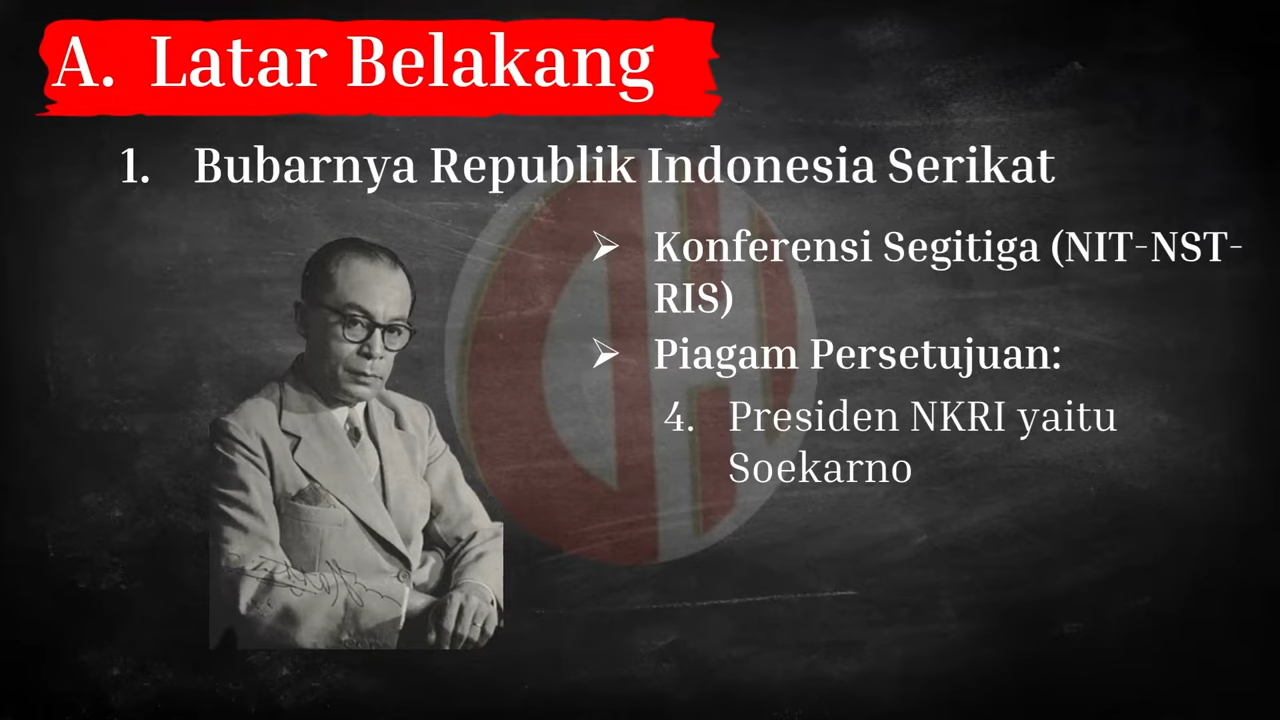 A. Latar Belakang
1. Bubarnya Republik Indonesia Serikat
➢ Konferensi Segitiga (NIT-NST-
RIS)
➢ Piagam Persetujuan:
4. Presiden NKRI yaitu
Soekarno